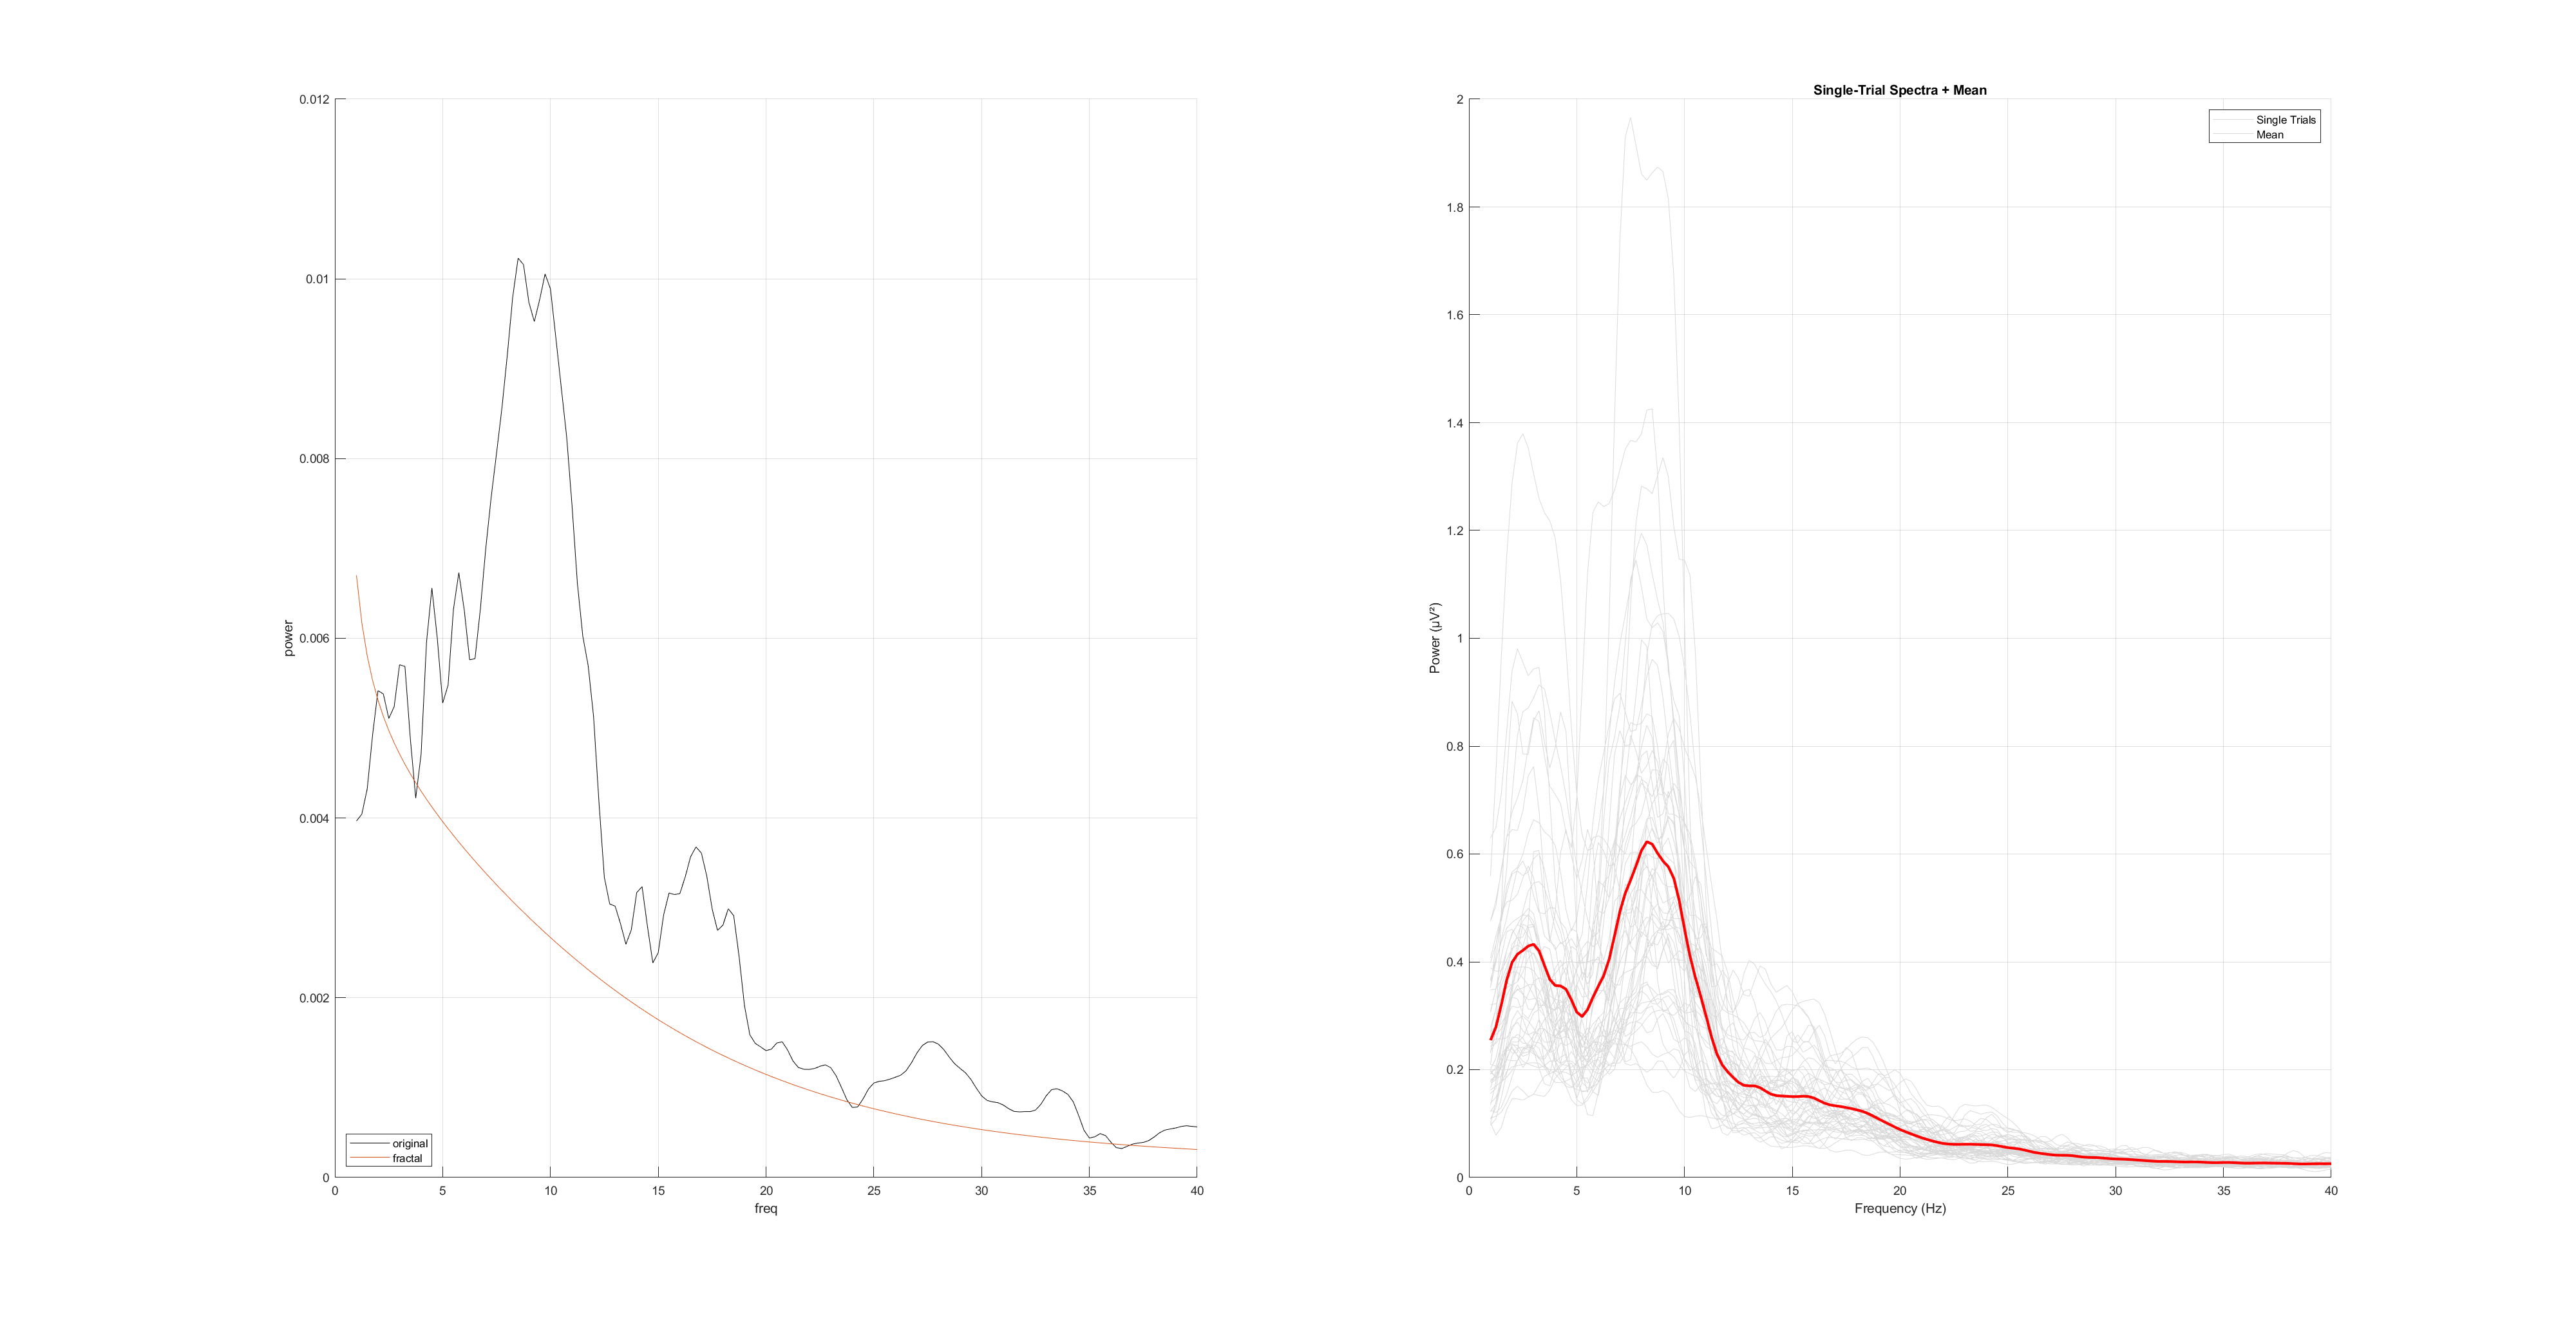 0.012
0.01
0.008
0.006
0.004
0.002
0
power
original
fractal
0 5 10 15 20 25 30 35 40
freq
Single-Trial Spectra + Mean
Single Trials
Mean
2
1.8
1.6
1.4
1.2
1
0.8
0.6
0.4
0.2
0
Power (µV²)
0 5 10 15 20 25 30 35 40
Frequency (Hz)